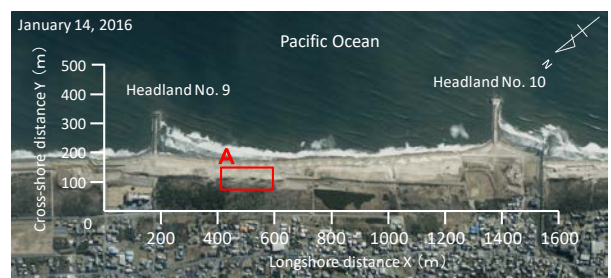 January 14, 2016
Pacific Ocean
N
Cross-shore distance Y (m)
500
400
300
200
100
0
Headland No. 9
Headland No. 10
A
200
400
600
800
1000
1200
1400
1600
Longshore distance X (m)